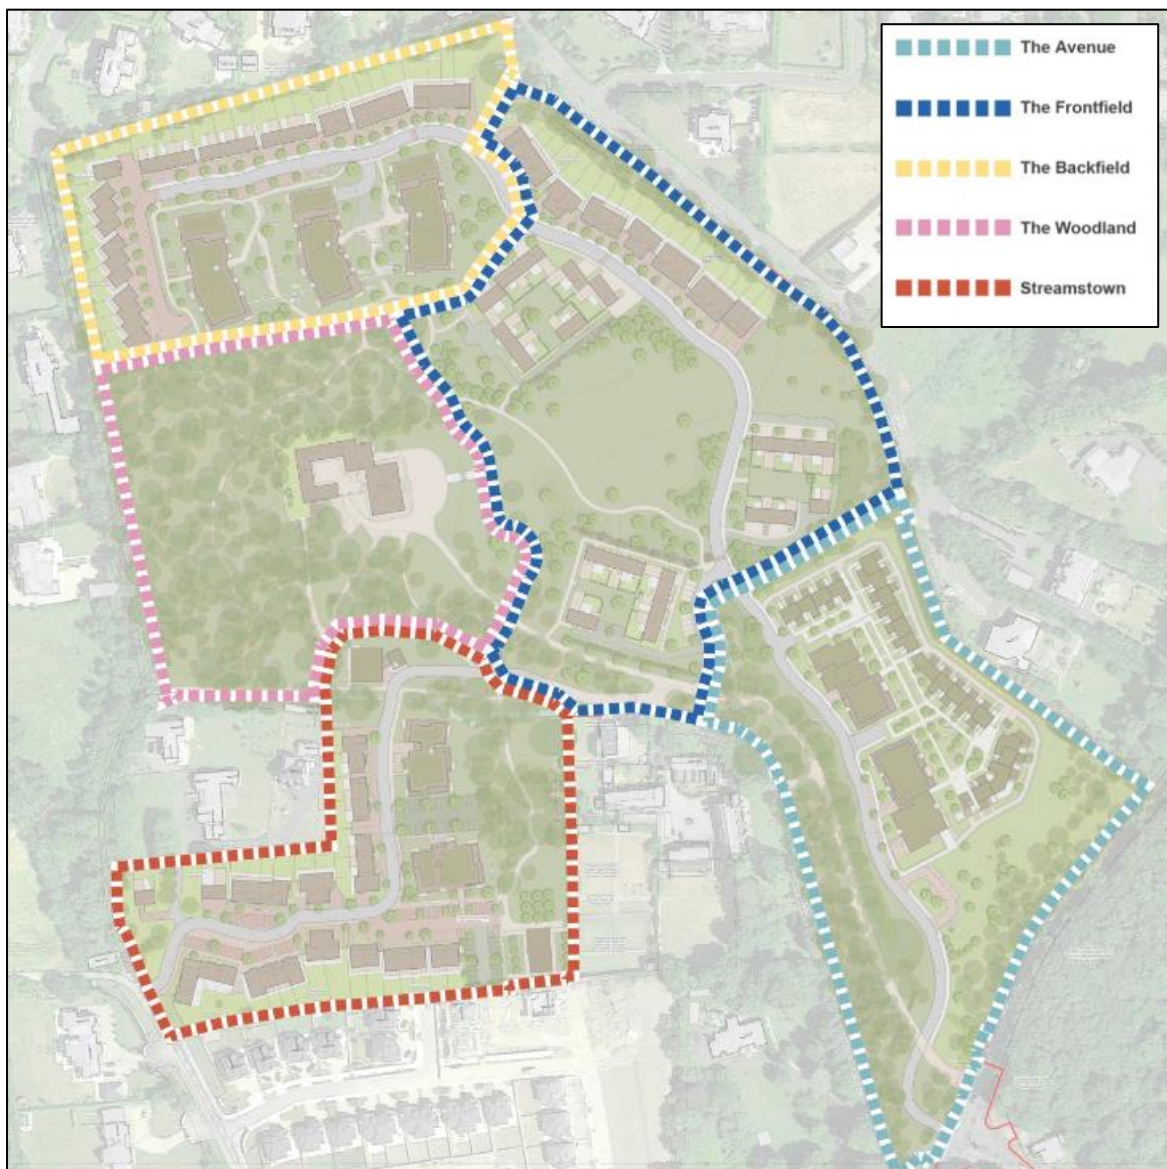 The Avenue
The Frontfield
The Backfield
The Woodland
Streamstown